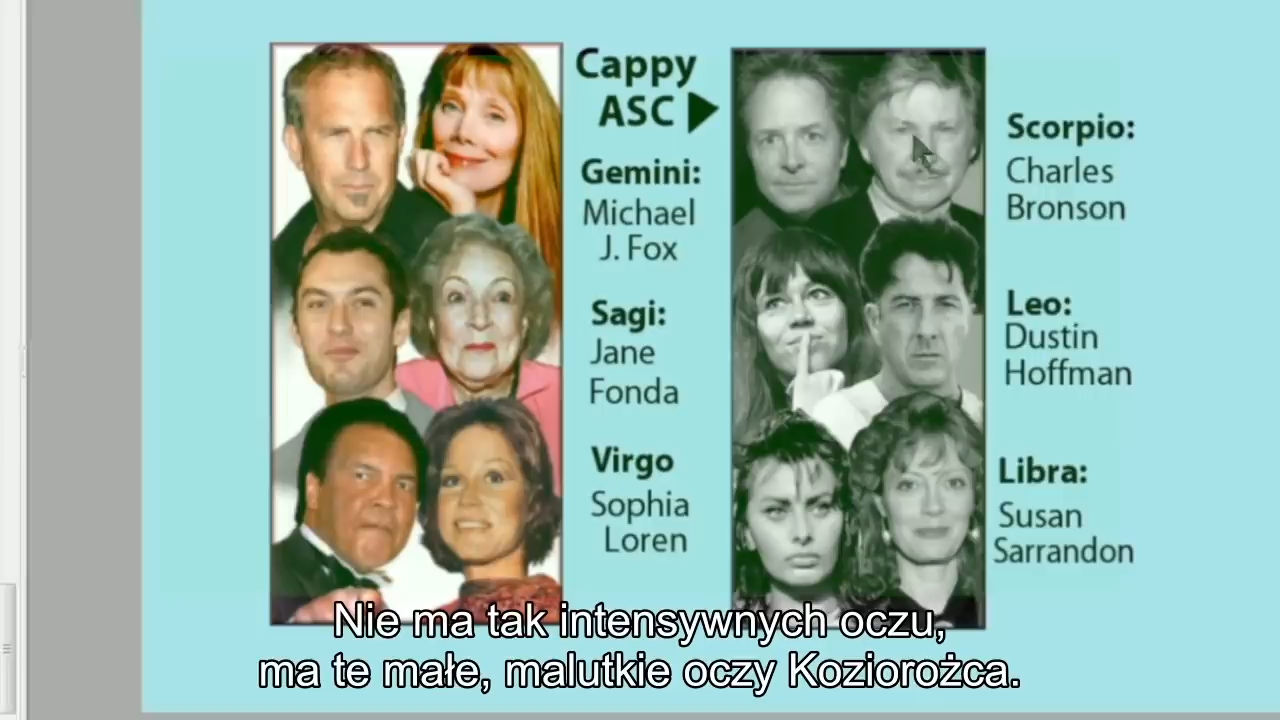 Cappy
ASC
Gemini:
Michael
J. Fox
Sagi:
Jane
Fonda
Virgo
Sophia
Loren
Scorpio:
Charles
Bronson
Leo:
Dustin
Hoffman
Libra:
Susan
Sarrandon
Nie ma tak intensywnych oczu,
ma te małe, malutkie oczy Koziorożca.